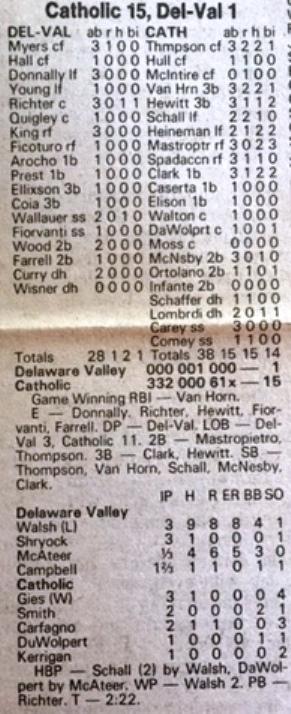 Catholic 15, Del-Val 1
DEL-VAL ab r h bi CATH ab r h bi
Myers cf 3 1 0 0 Thmpson cf 3 2 2 1
Hall cf 1 0 0 0 Hull cf 1 1 0 0
Donnally lf 3 0 0 0 McIntire cf 0 1 0 0
Young lf 1 0 0 0 Van Hrn 3b 3 2 2 1
Richter c 3 0 1 1 Hewitt 3b 3 1 1 2
Quigley c 1 0 0 0 Schall lf 2 2 1 0
King rf 3 0 0 0 Heineman lf 2 1 2 2
Ficoturo rf 1 0 0 0 Mastroptr rf 3 0 2 3
Arocho 1b 1 0 0 0 Spadaccn rf 3 1 1 0
Prest 1b 1 0 0 0 Clark 1b 3 1 2 2
Ellixson 3b 1 0 0 0 Caserta 1b 1 0 0 0
Coia 3b 1 0 0 0 Elison 1b 1 0 0 0
Wallauer ss 2 0 1 0 Walton c 1 0 0 0
Fiorvanti ss 1 0 0 0 DaWolprt c 1 0 0 1
Wood 2b 2 0 0 0 Moss c 0 0 0 0
Farrell 2b 1 0 0 0 McNsby 2b 3 0 1 0
Curry dh 2 0 0 0 Ortolano 2b 1 1 0 1
Wisner dh 0 0 0 0 Infante 2b 0 0 0 0
Schaffer dh 1 1 0 0
Lombrdi dh 2 0 1 1
Carey ss 3 0 0 0
Comey ss 1 1 0 0
Totals 28 1 2 1 Totals 38 15 15 14
Delaware Valley 000 001 000 — 1
Catholic 332 000 61x — 15
Game Winning RBI — Van Horn.
E — Donnally, Richter, Hewitt, Fior-
vanti, Farrell. DP — Del-Val. LOB — Del-
Val 3, Catholic 11. 2B — Mastropietro,
Thompson. 3B — Clark, Hewitt. SB —
Thompson, Van Horn, Schall, McNesby,
Clark.
IP H R ER BB SO
Delaware Valley
Walsh (L) 3 9 8 8 4 1
Shryock 3 1 0 0 0 1
McAteer ⅓ 4 6 5 3 0
Campbell 1⅔ 1 1 0 1 1
Catholic
Gies (W) 3 1 0 0 0 4
Smith 2 0 0 0 2 1
Carfagno 2 1 1 0 0 3
DuWolpert 1 0 0 0 1 1
Kerrigan 1 0 0 0 0 2
HBP — Schall (2) by Walsh, DaWol-
pert by McAteer. WP — Walsh 2. PB —
Richter. T — 2:22.